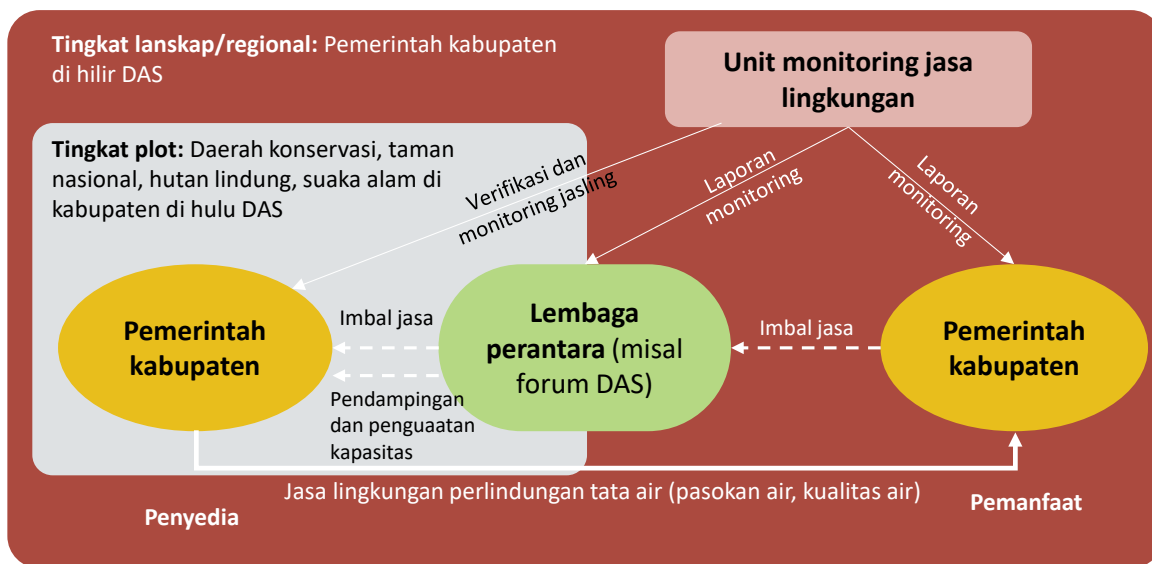 Tingkat lanskap/regional: Pemerintah kabupaten
di hilir DAS
Unit monitoring jasa
lingkungan
Tingkat plot: Daerah konservasi, taman
nasional, hutan lindung, suaka alam di
kabupaten di hulu DAS
Verifikasi dan
monitoring jasling
Laporan
monitoring
Laporan
monitoring
Pemerintah
kabupaten
Imbal jasa
Lembaga
perantara (misal
forum DAS)
Imbal jasa
Pemerintah
kabupaten
Pendampingan
dan penguaatan
kapasitas
Jasa lingkungan perlindungan tata air (pasokan air, kualitas air)
Penyedia
Pemanfaat